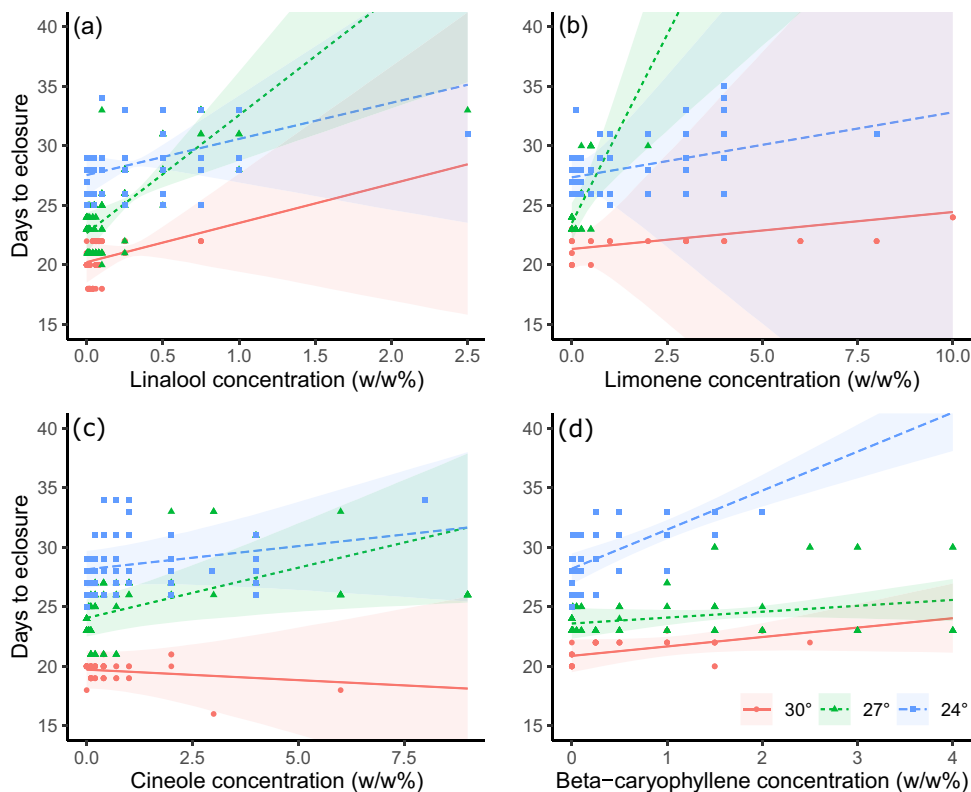 (a)
(b)
Days to eclosure
40
35
30
25
20
15
0.0 0.5 1.0 1.5 2.0 2.5
Linalool concentration (w/w%)
40
35
30
25
20
15
0.0 2.5 5.0 7.5 10.0
Limonene concentration (w/w%)
(c)
(d)
Days to eclosure
40
35
30
25
20
15
0.0 2.5 5.0 7.5
Cineole concentration (w/w%)
40
35
30
25
20
15
30° 27° 24°
0 1 2 3 4
Beta−caryophyllene concentration (w/w%)